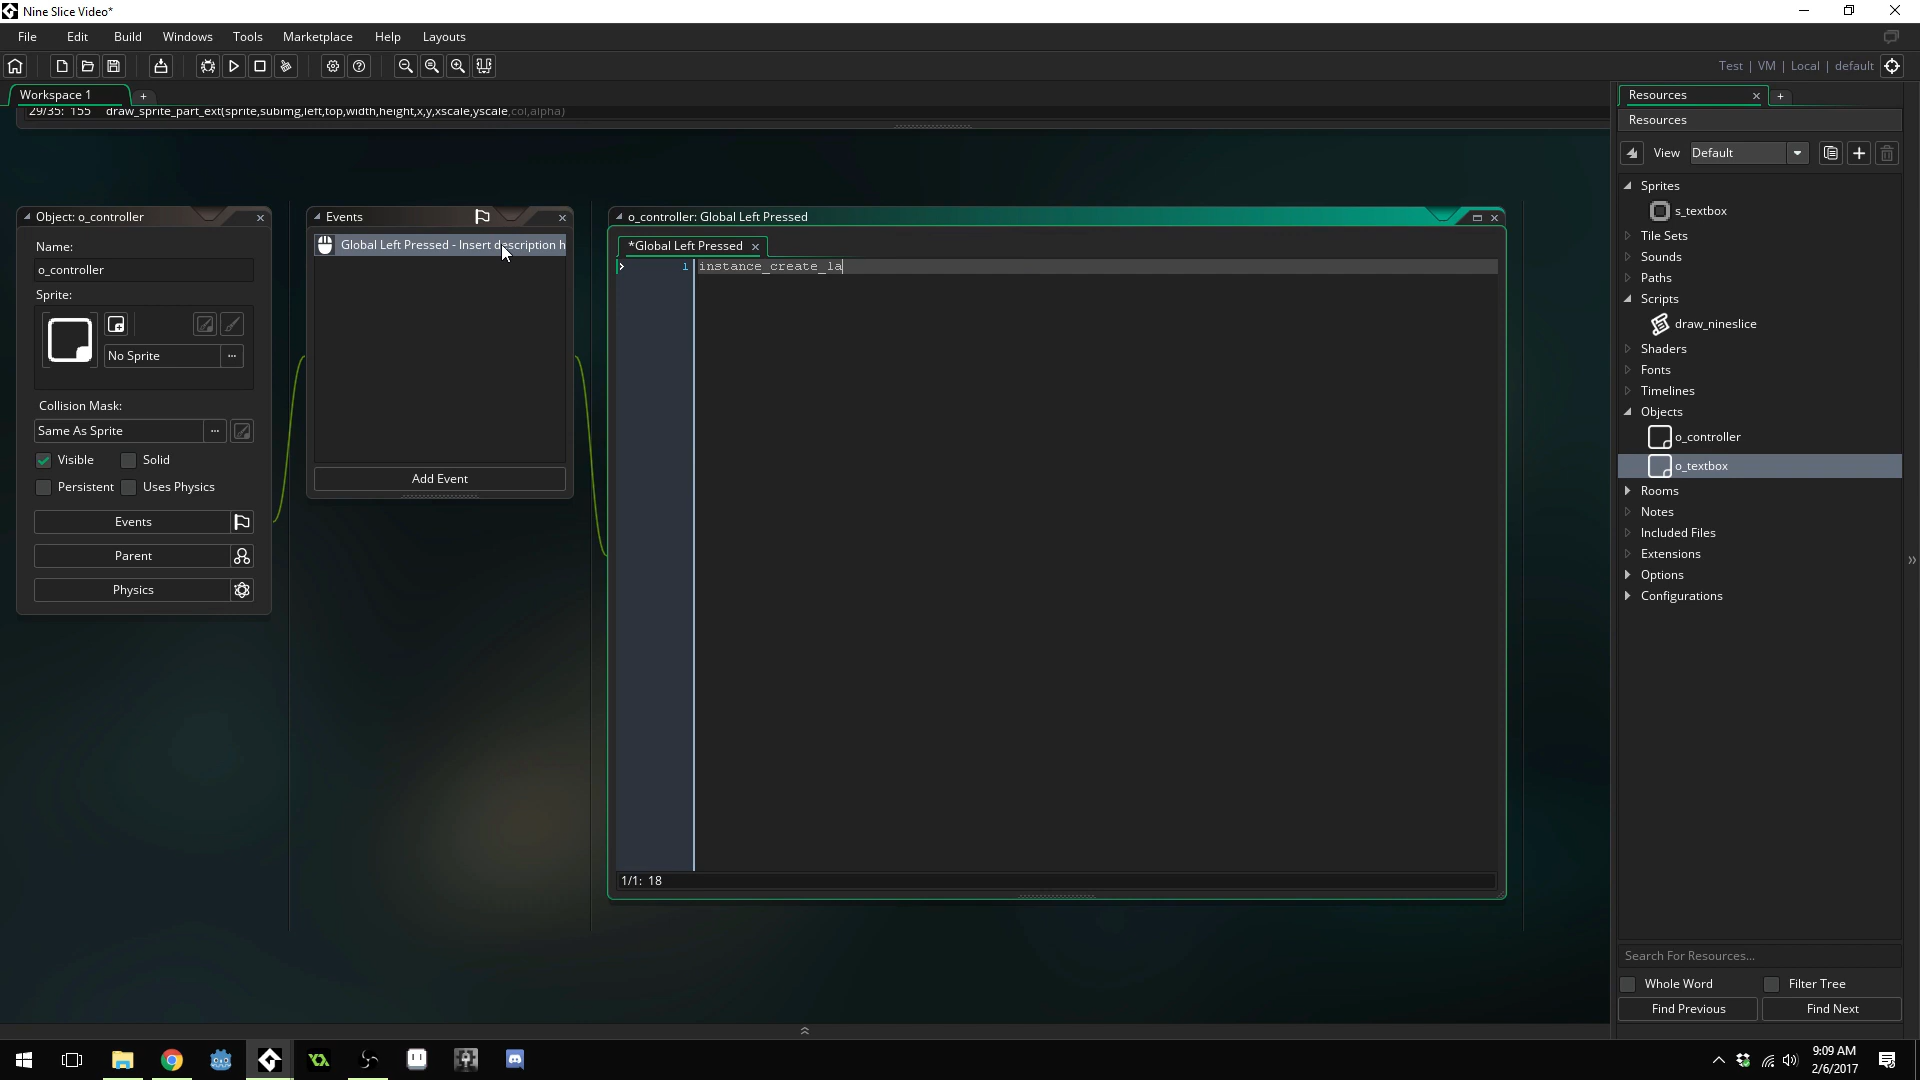 Nine Slice Video*
File Edit Build Windows Tools Marketplace Help Layouts
Test | VM | Local | default
Workspace 1
29/35: 155 draw_sprite_part_ext(sprite,subimg,left,top,width,height,x,y,xscale,yscale,col,alpha)
Object: o_controller
Name:
o_controller
Sprite:
No Sprite
Collision Mask:
Same As Sprite
Visible Solid
Persistent Uses Physics
Events
Parent
Physics
Events
Global Left Pressed - Insert description h
Add Event
o_controller: Global Left Pressed
*Global Left Pressed
1 instance_create_la
1/1: 18
Resources
Resources
View Default
Sprites
s_textbox
Tile Sets
Sounds
Paths
Scripts
draw_nineslice
Shaders
Fonts
Timelines
Objects
o_controller
o_textbox
Rooms
Notes
Included Files
Extensions
Options
Configurations
Search For Resources...
Whole Word Filter Tree
Find Previous Find Next
9:09 AM
2/6/2017